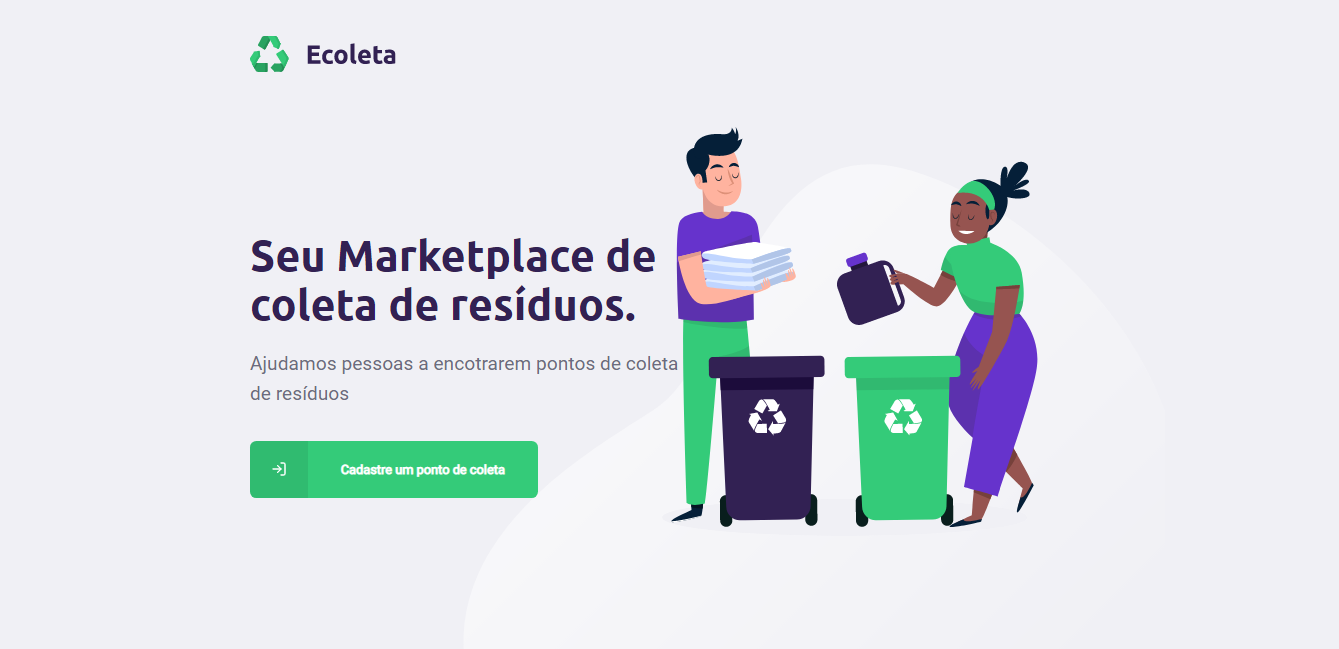 Ecoleta
Seu Marketplace de
coleta de resíduos.
Ajudamos pessoas a encotrarem pontos de coleta
de resíduos
Cadastre um ponto de coleta